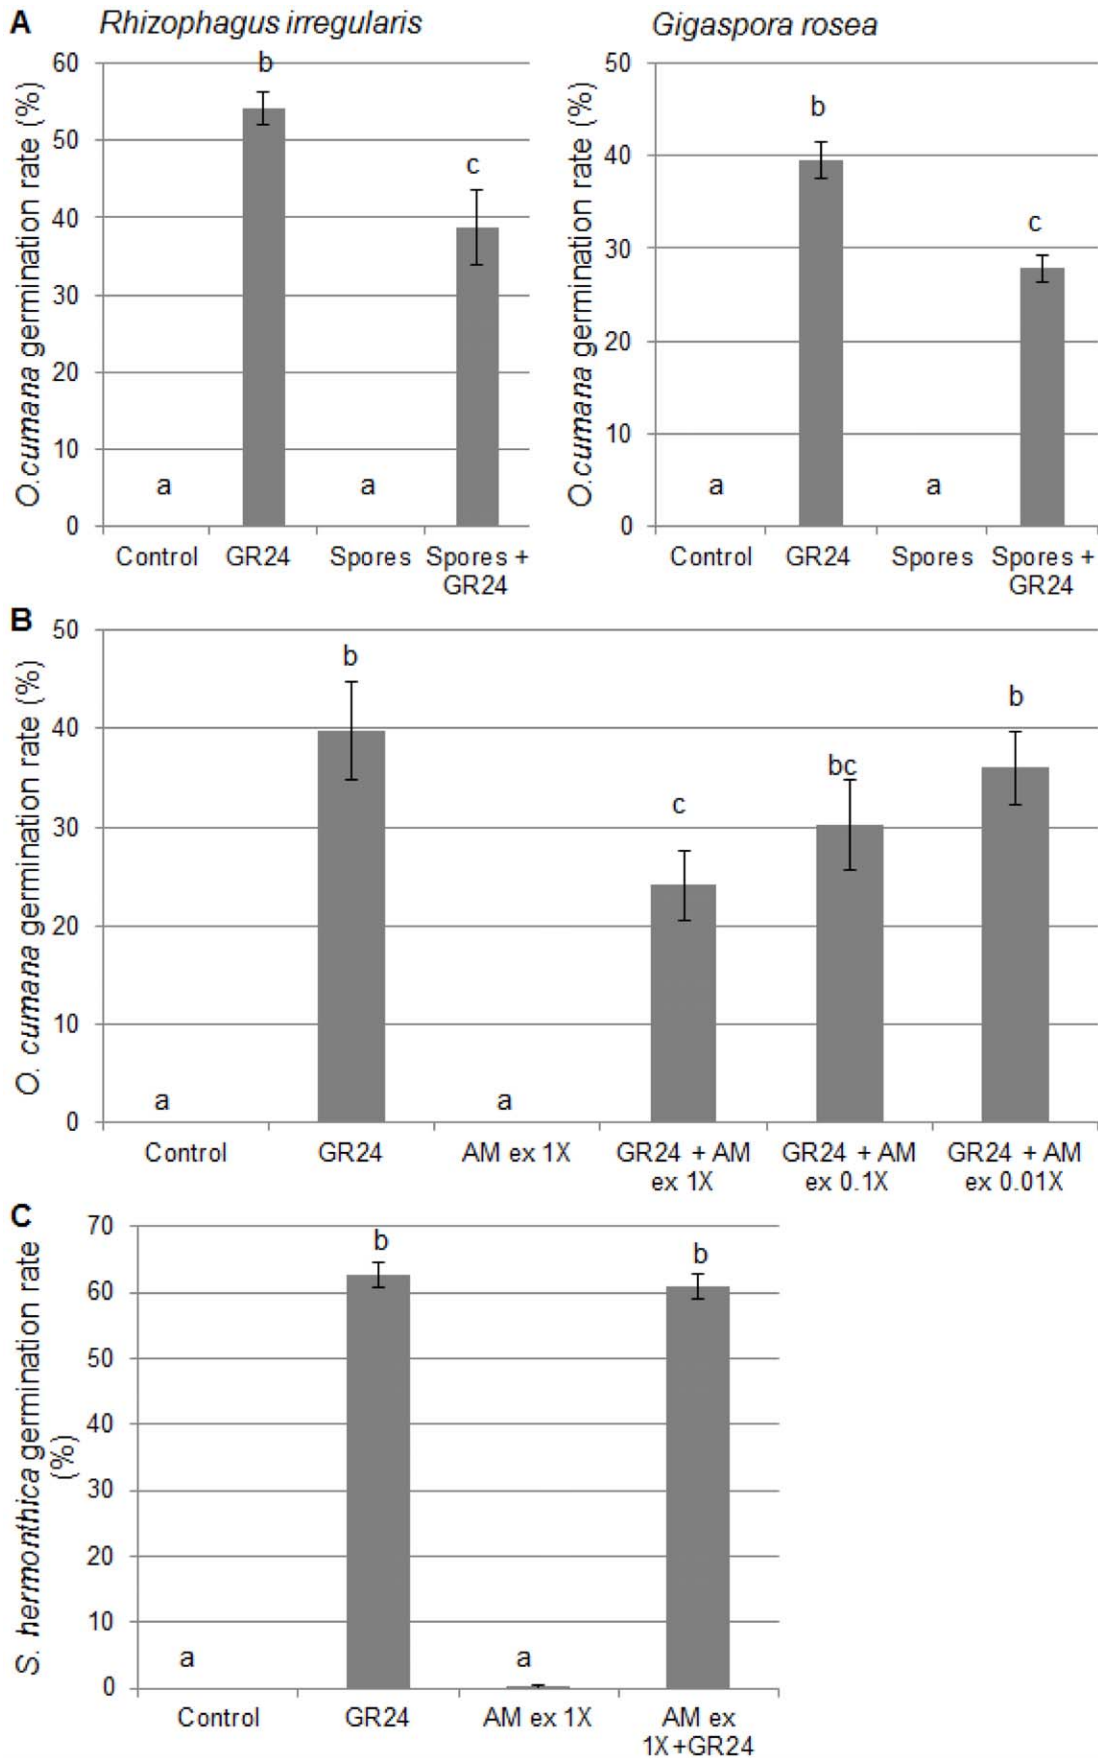 A
Rhizophagus irregularis
Gigaspora rosea
O.cumana germination rate (%)
60
50
40
30
20
10
0
b
c
a
a
Control
GR24
Spores
Spores +
GR24
O.cumana germination rate (%)
50
40
30
20
10
0
b
c
a
a
Control
GR24
Spores
Spores +
GR24
B
O. cumana germination rate (%)
50
40
30
20
10
0
b
b
bc
c
a
a
Control
GR24
AM ex 1X
GR24 + AM
ex 1X
GR24 + AM
ex 0.1X
GR24 + AM
ex 0.01X
C
S. hermonthica germination rate
(%)
70
60
50
40
30
20
10
0
b
b
a
a
Control
GR24
AM ex 1X
AM ex
1X+GR24